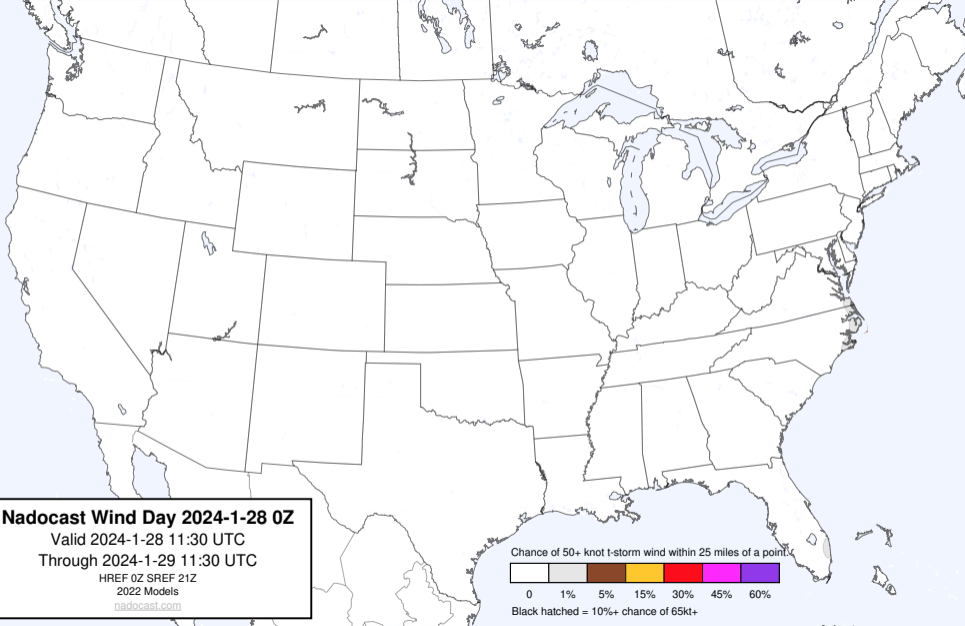 Nadocast Wind Day 2024-1-28 0Z
Valid 2024-1-28 11:30 UTC
Through 2024-1-29 11:30 UTC
HREF 0Z SREF 21Z
2022 Models
nadocast.com
Chance of 50+ knot t-storm wind within 25 miles of a point.
0 1% 5% 15% 30% 45% 60%
Black hatched = 10%+ chance of 65kt+